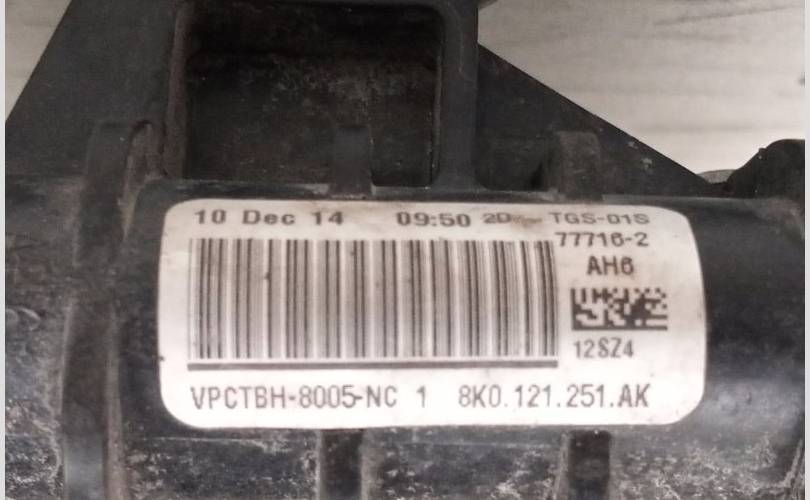 10 Dec 14 09:50 2D TGS-01S
77716-2
AH6
12SZ4
VPCTBH-8005-NC 1 8K0.121.251.AK